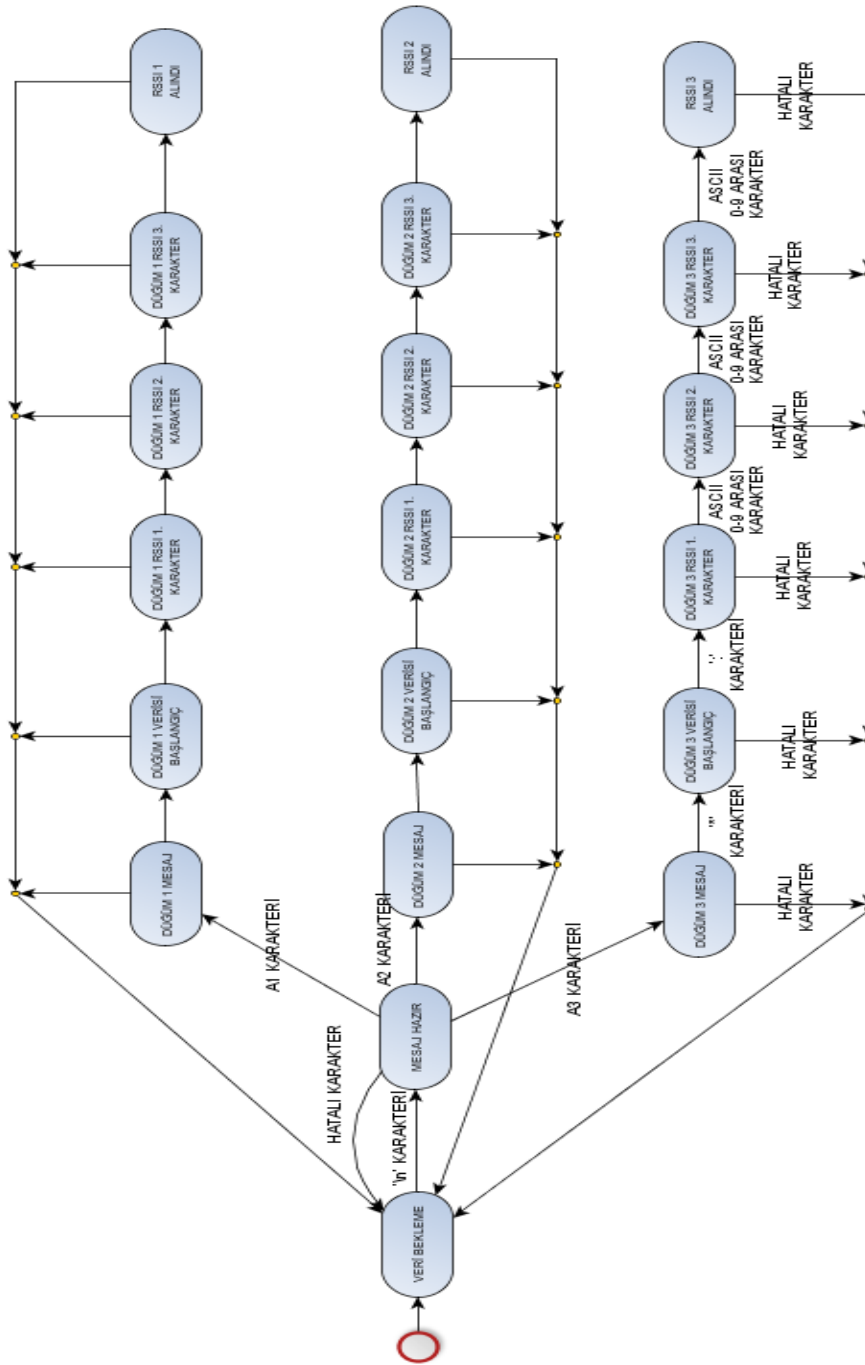 VERİ BEKLEME
'\n' KARAKTERİ
HATALI KARAKTER
MESAJ HAZIR
A1 KARAKTERİ
A2 KARAKTERİ
A3 KARAKTERİ
DÜĞÜM 1 MESAJ
DÜĞÜM 1 VERİSİ
BAŞLANGIÇ
DÜĞÜM 1 RSSI 1.
KARAKTER
DÜĞÜM 1 RSSI 2.
KARAKTER
DÜĞÜM 1 RSSI 3.
KARAKTER
RSSI 1
ALINDI
DÜĞÜM 2 MESAJ
DÜĞÜM 2 VERİSİ
BAŞLANGIÇ
DÜĞÜM 2 RSSI 1.
KARAKTER
DÜĞÜM 2 RSSI 2.
KARAKTER
DÜĞÜM 2 RSSI 3.
KARAKTER
RSSI 2
ALINDI
DÜĞÜM 3 MESAJ
HATALI
KARAKTER
'*'
KARAKTERİ
DÜĞÜM 3 VERİSİ
BAŞLANGIÇ
HATALI
KARAKTER
':'
KARAKTERİ
DÜĞÜM 3 RSSI 1.
KARAKTER
HATALI
KARAKTER
ASCII
0-9 ARASI
KARAKTER
DÜĞÜM 3 RSSI 2.
KARAKTER
HATALI
KARAKTER
ASCII
0-9 ARASI
KARAKTER
DÜĞÜM 3 RSSI 3.
KARAKTER
HATALI
KARAKTER
ASCII
0-9 ARASI
KARAKTER
RSSI 3
ALINDI
HATALI
KARAKTER